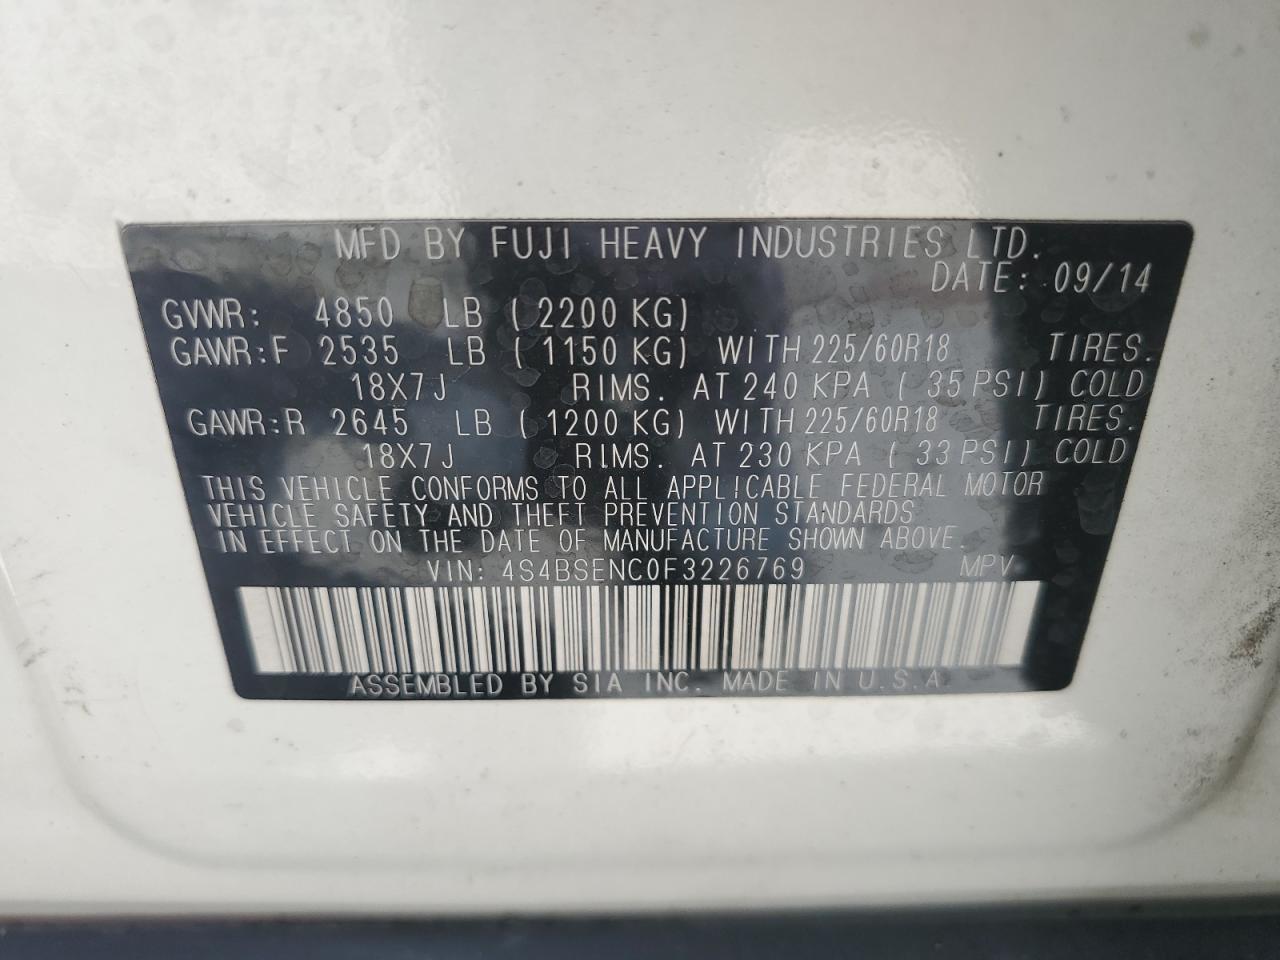 MFD BY FUJI HEAVY INDUSTRIES LTD.
DATE: 09/14
GVWR: 4850 LB (2200 KG)
GAWR:F 2535 LB (1150 KG) WITH 225/60R18 TIRES.
18X7J RIMS. AT 240 KPA (35 PSI) COLD
GAWR:R 2645 LB (1200 KG) WITH 225/60R18 TIRES.
18X7J RIMS. AT 230 KPA (33 PSI) COLD
THIS VEHICLE CONFORMS TO ALL APPLICABLE FEDERAL MOTOR
VEHICLE SAFETY AND THEFT PREVENTION STANDARDS
IN EFFECT ON THE DATE OF MANUFACTURE SHOWN ABOVE.
VIN: 4S4BSENC0F3226769 MPV
ASSEMBLED BY SIA INC. MADE IN U.S.A.